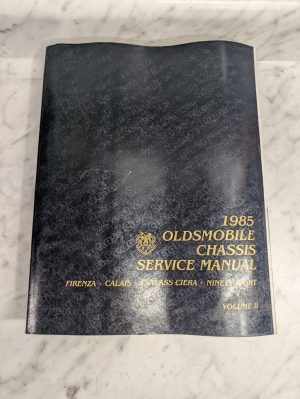 1985
OLDSMOBILE
CHASSIS
SERVICE MANUAL
FIRENZA • CALAIS • CUTLASS CIERA • NINETY-EIGHT
VOLUME II